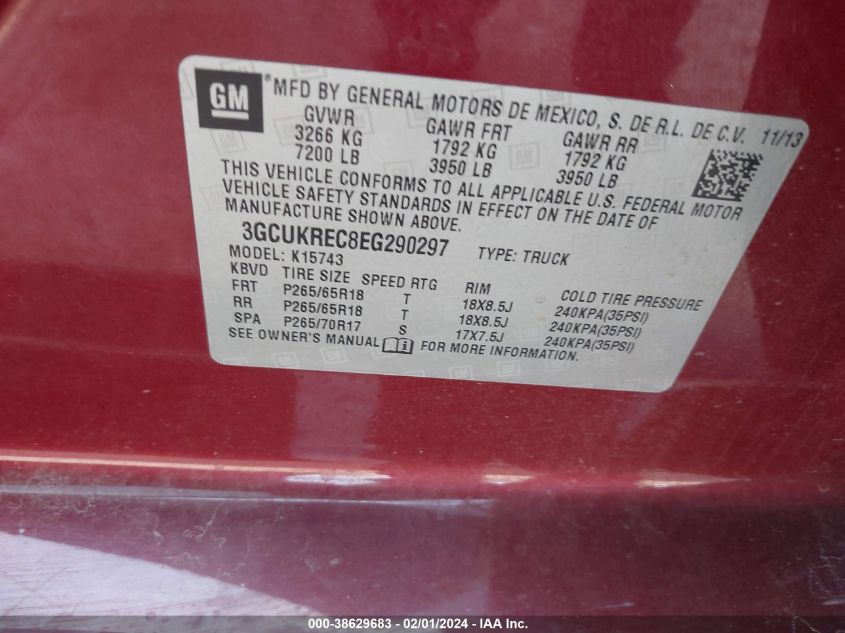 GM
*MFD BY GENERAL MOTORS DE MEXICO, S. DE R.L. DE C.V. 11/13
GVWR GAWR FRT GAWR RR
3266 KG 1792 KG 1792 KG
7200 LB 3950 LB 3950 LB
THIS VEHICLE CONFORMS TO ALL APPLICABLE U.S. FEDERAL MOTOR
VEHICLE SAFETY STANDARDS IN EFFECT ON THE DATE OF
MANUFACTURE SHOWN ABOVE.
3GCUKREC8EG290297 TYPE: TRUCK
MODEL: K15743
KBVD TIRE SIZE SPEED RTG RIM COLD TIRE PRESSURE
FRT P265/65R18 T 18X8.5J 240KPA(35PSI)
RR P265/65R18 T 18X8.5J 240KPA(35PSI)
SPA P265/70R17 S 17X7.5J 240KPA(35PSI)
SEE OWNER'S MANUAL FOR MORE INFORMATION.
000-38629683 - 02/01/2024 - IAA Inc.